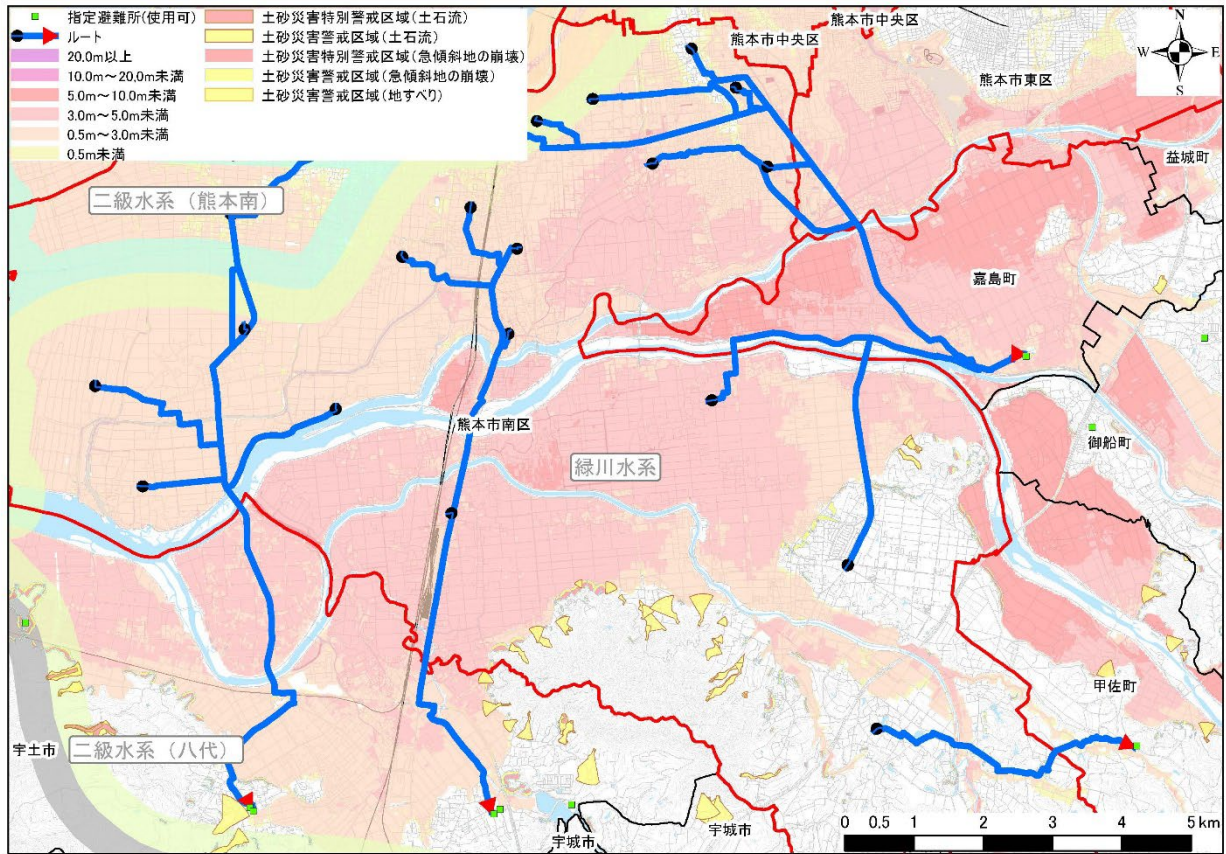 指定避難所(使用可)
ルート
20.0m以上
10.0m～20.0m未満
5.0m～10.0m未満
3.0m～5.0m未満
0.5m～3.0m未満
0.5m未満
土砂災害特別警戒区域(土石流)
土砂災害警戒区域(土石流)
土砂災害特別警戒区域(急傾斜地の崩壊)
土砂災害警戒区域(急傾斜地の崩壊)
土砂災害警戒区域(地すべり)
熊本市中央区
熊本市中央区
熊本市東区
N
W
E
S
益城町
二級水系（熊本南）
嘉島町
熊本市南区
御船町
緑川水系
甲佐町
宇土市
二級水系（八代）
宇城市
宇城市
0 0.5 1 2 3 4 5 km